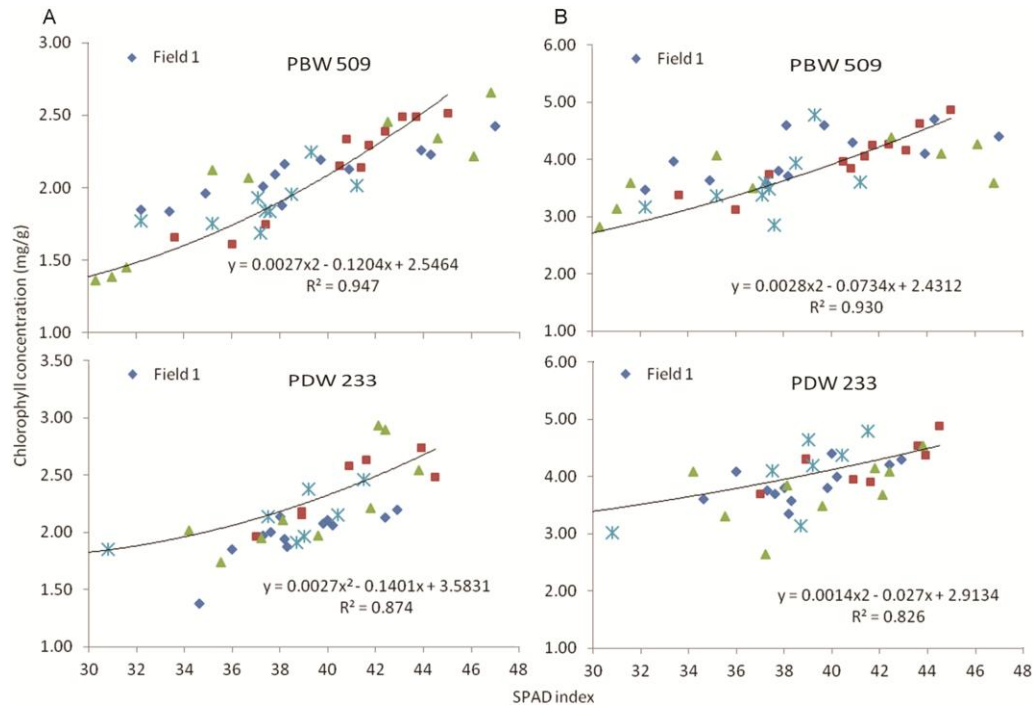 A
B
Chlorophyll concentration (mg/g)
3.00
2.50
2.00
1.50
1.00
Field 1
PBW 509
y = 0.0027x2 - 0.1204x + 2.5464
R² = 0.947
6.00
5.00
4.00
3.00
2.00
1.00
Field 1
PBW 509
y = 0.0028x2 - 0.0734x + 2.4312
R² = 0.930
3.50
3.00
2.50
2.00
1.50
1.00
Field 1
PDW 233
y = 0.0027x² - 0.1401x + 3.5831
R² = 0.874
30 32 34 36 38 40 42 44 46 48
6.00
5.00
4.00
3.00
2.00
1.00
Field 1
PDW 233
y = 0.0014x2 - 0.027x + 2.9134
R² = 0.826
30 32 34 36 38 40 42 44 46 48
SPAD index